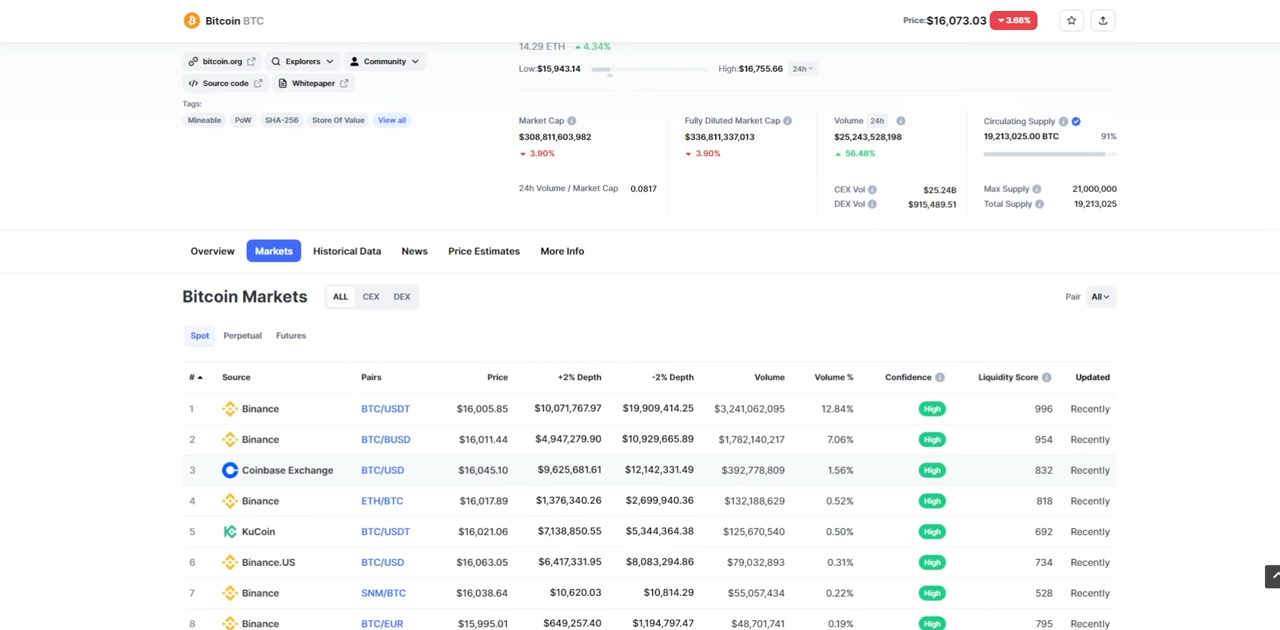 Bitcoin BTC Price:$16,073.03 3.68%
14.29 ETH 4.34%
bitcoin.org Explorers Community
Low:$15,943.14 High:$16,755.66 24h
Source code Whitepaper
Tags:
Mineable PoW SHA-256 Store Of Value View all
Market Cap Fully Diluted Market Cap Volume 24h Circulating Supply
$308,811,603,982 $336,811,337,013 $25,243,528,198 19,213,025.00 BTC 91%
3.90% 3.90% 56.48%
24h Volume / Market Cap 0.0817 CEX Vol $25.24B Max Supply 21,000,000
DEX Vol $915,489.51 Total Supply 19,213,025
Overview Markets Historical Data News Price Estimates More Info
Bitcoin Markets ALL CEX DEX Pair All
Spot Perpetual Futures
# Source Pairs Price +2% Depth -2% Depth Volume Volume % Confidence Liquidity Score Updated
1 Binance BTC/USDT $16,005.85 $10,071,767.97 $19,909,414.25 $3,241,062,095 12.84% High 996 Recently
2 Binance BTC/BUSD $16,011.44 $4,947,279.90 $10,929,665.89 $1,782,140,217 7.06% High 954 Recently
3 Coinbase Exchange BTC/USD $16,045.10 $9,625,681.61 $12,142,331.49 $392,778,809 1.56% High 832 Recently
4 Binance ETH/BTC $16,017.89 $1,376,340.26 $2,699,940.36 $132,188,629 0.52% High 818 Recently
5 KuCoin BTC/USDT $16,021.06 $7,138,850.55 $5,344,364.38 $125,670,540 0.50% High 692 Recently
6 Binance.US BTC/USD $16,063.05 $6,417,331.95 $8,083,294.86 $79,032,893 0.31% High 734 Recently
7 Binance SNM/BTC $16,038.64 $10,620.03 $10,814.29 $55,057,434 0.22% High 528 Recently
8 Binance BTC/EUR $15,995.01 $649,257.40 $1,194,797.47 $48,701,741 0.19% High 795 Recently